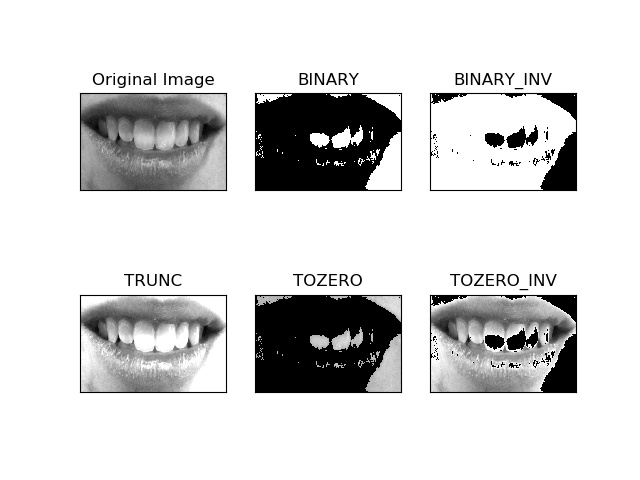 Original Image
BINARY
BINARY_INV
TRUNC
TOZERO
TOZERO_INV